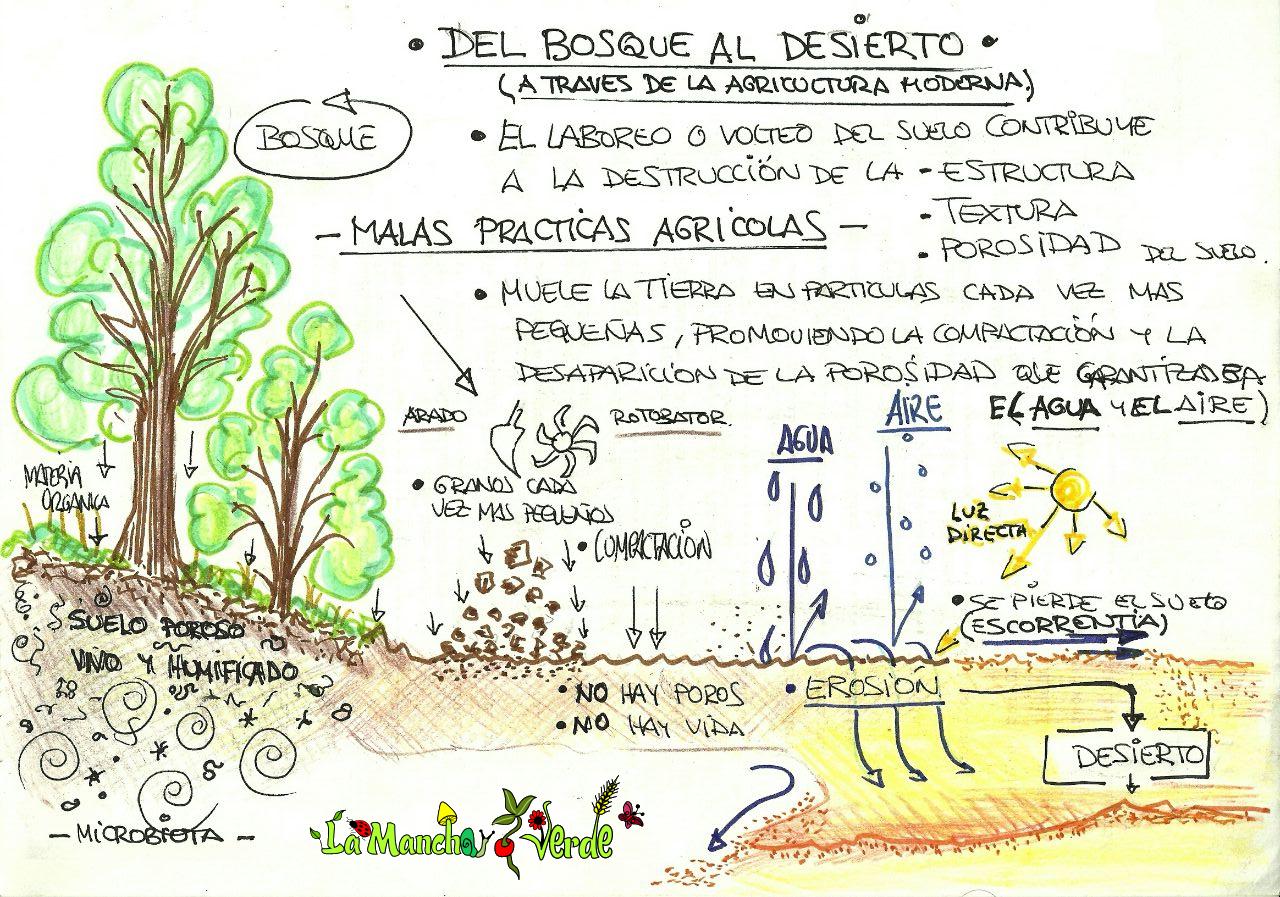 • DEL BOSQUE AL DESIERTO •
(A TRAVES DE LA AGRICULTURA MODERNA)
BOSQUE
• EL LABOREO O VOLTEO DEL SUELO CONTRIBUYE
A LA DESTRUCCIÓN DE LA - ESTRUCTURA
- TEXTURA
- POROSIDAD DEL SUELO.
- MALAS PRACTICAS AGRICOLAS -
• MUELE LA TIERRA EN PARTICULAS CADA VEZ MAS
PEQUEÑAS, PROMOVIENDO LA COMPACTACIÓN Y LA
DESAPARICION DE LA POROSIDAD QUE GARANTIZABA
EL AGUA Y EL AIRE)
ARADO
ROTOBATOR.
AGUA
AIRE
MATERIA
ORGANICA
• GRANOS CADA
VEZ MAS PEQUEÑOS
• COMPACTACIÓN
LUZ
DIRECTA
• SE PIERDE EL SUELO
(ESCORRENTIA)
SUELO POROSO
VIVO Y HUMIFICADO
• NO HAY POROS
• NO HAY VIDA
• EROSIÓN
DESIERTO
- MICROBIOTA -
La Mancha Verde